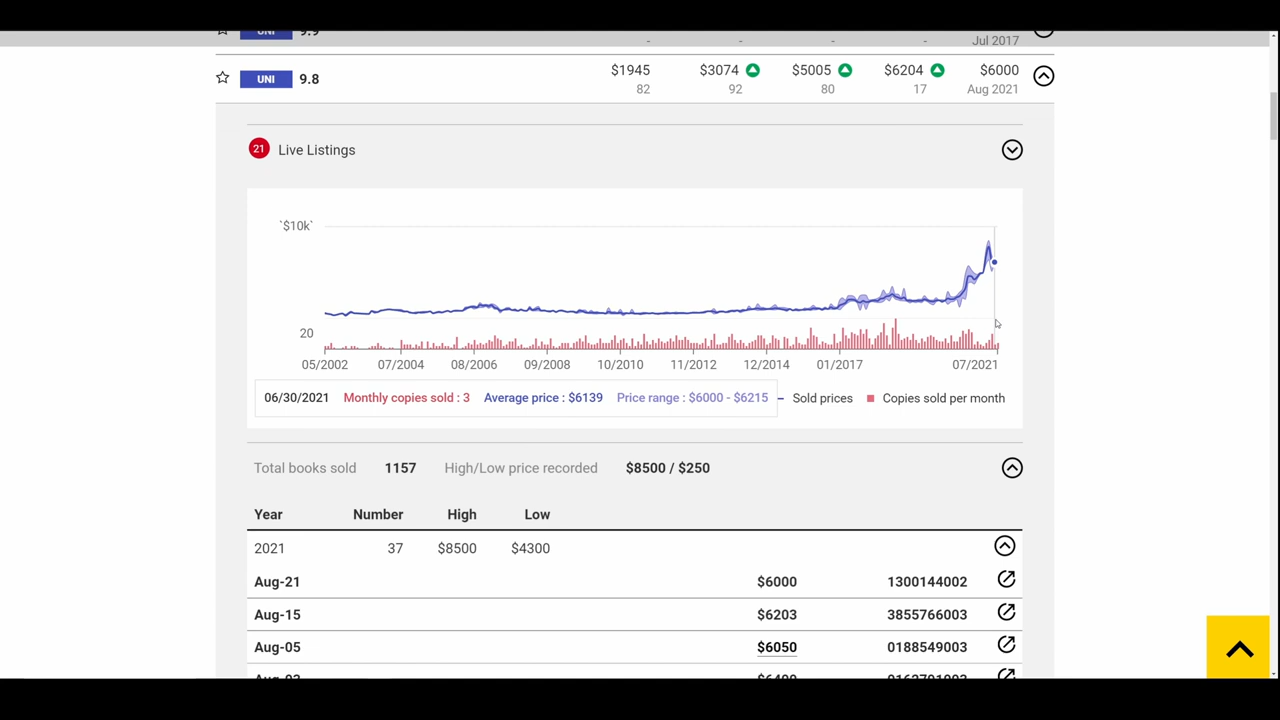 UNI 9.9 - - - - Jul 2017
UNI 9.8 $1945 $3074 $5005 $6204 $6000
82 92 80 17 Aug 2021
21 Live Listings
`$10k`
20
05/2002 07/2004 08/2006 09/2008 10/2010 11/2012 12/2014 01/2017 07/2021
06/30/2021 Monthly copies sold : 3 Average price : $6139 Price range : $6000 - $6215 Sold prices Copies sold per month
Total books sold 1157 High/Low price recorded $8500 / $250
Year Number High Low
2021 37 $8500 $4300
Aug-21 $6000 1300144002
Aug-15 $6203 3855766003
Aug-05 $6050 0188549003